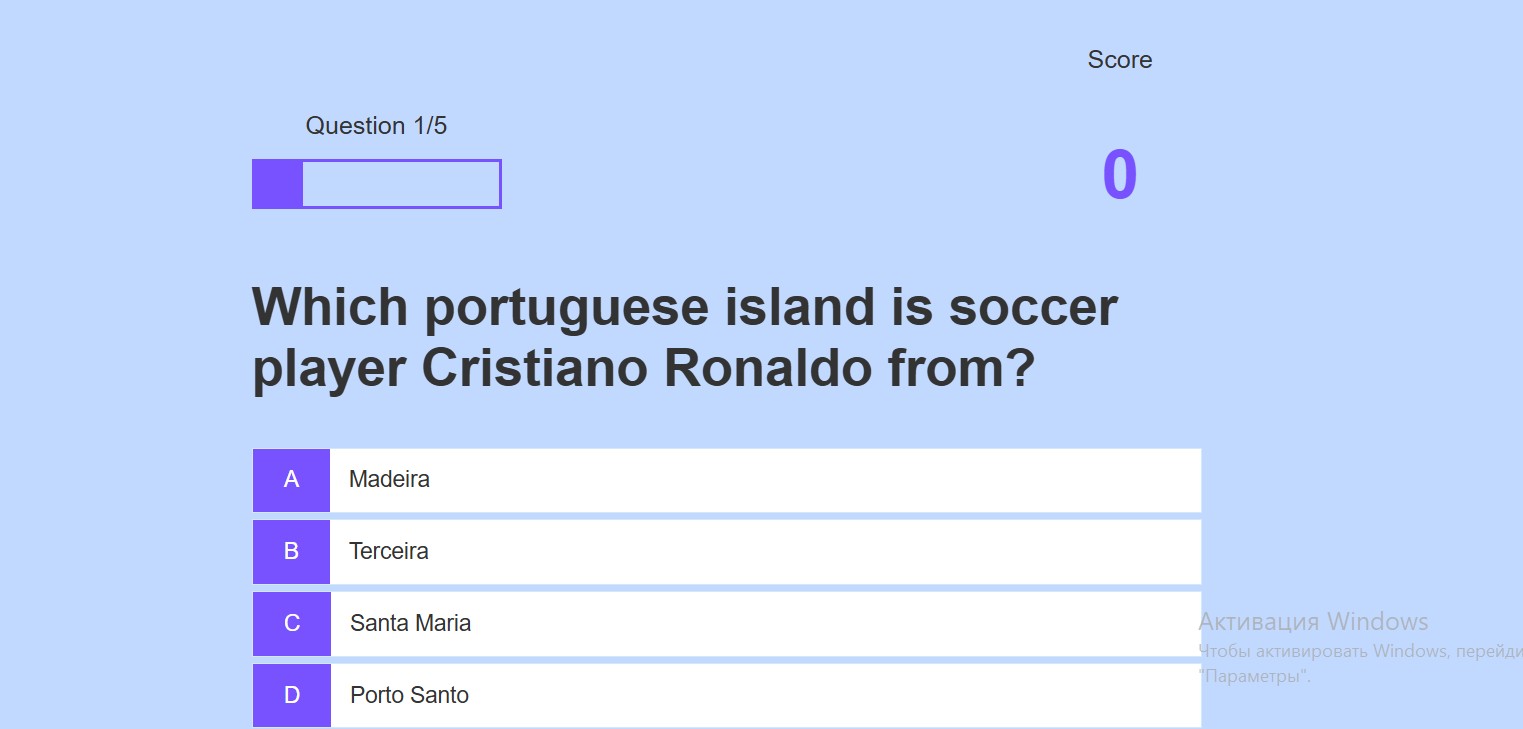 Score
Question 1/5
0
Which portuguese island is soccer
player Cristiano Ronaldo from?
A Madeira
B Terceira
C Santa Maria
D Porto Santo
Активация Windows
Чтобы активировать Windows, перейди
"Параметры".